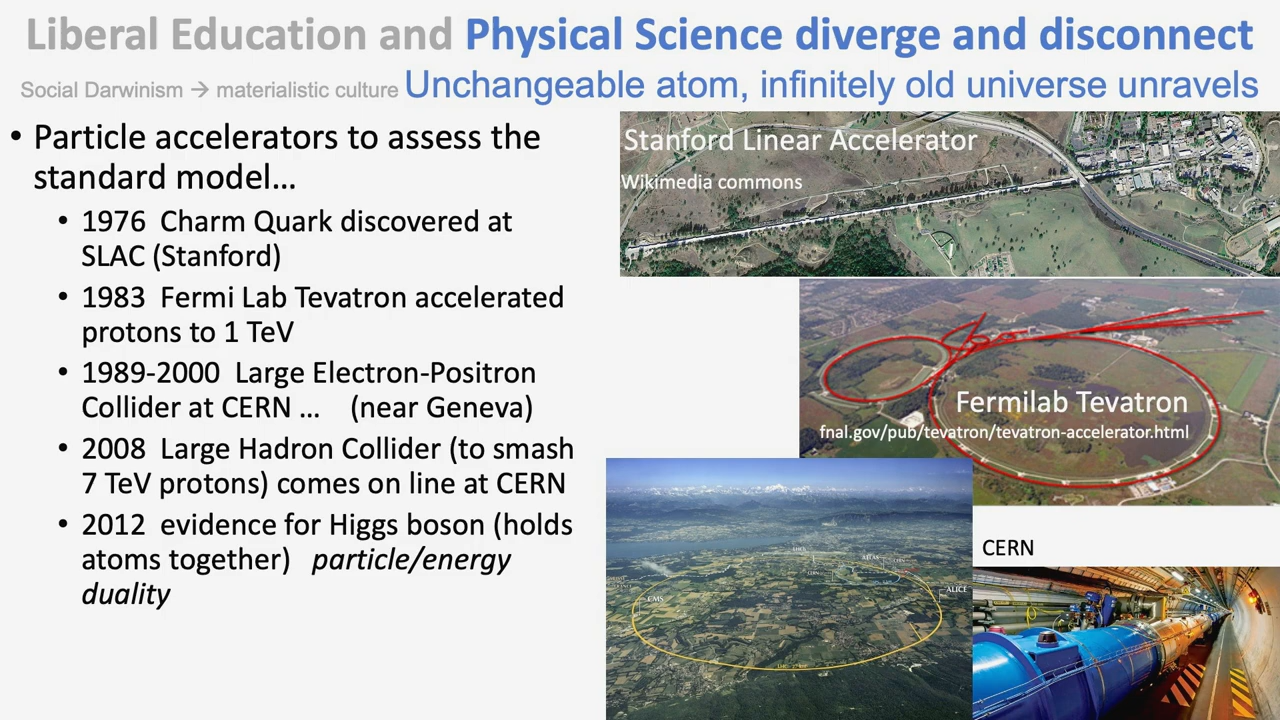 Liberal Education and Physical Science diverge and disconnect
Social Darwinism → materialistic culture Unchangeable atom, infinitely old universe unravels
• Particle accelerators to assess the
standard model…
• 1976 Charm Quark discovered at
SLAC (Stanford)
• 1983 Fermi Lab Tevatron accelerated
protons to 1 TeV
• 1989-2000 Large Electron-Positron
Collider at CERN … (near Geneva)
• 2008 Large Hadron Collider (to smash
7 TeV protons) comes on line at CERN
• 2012 evidence for Higgs boson (holds
atoms together) particle/energy
duality
Stanford Linear Accelerator
Wikimedia commons
Fermilab Tevatron
fnal.gov/pub/tevatron/tevatron-accelerator.html
CERN
ATLAS
CMS
ALICE